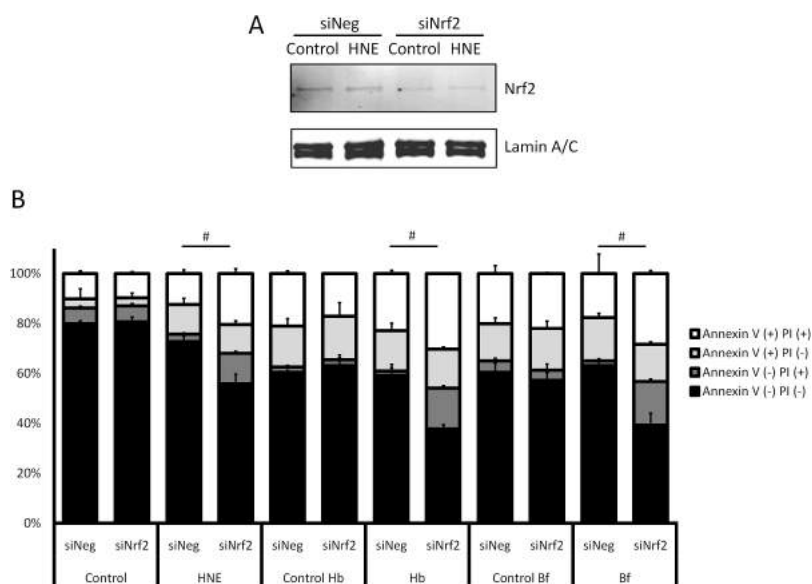 A
siNeg siNrf2
Control HNE Control HNE
Nrf2
Lamin A/C
B
# # #
100%
80%
60%
40%
20%
0%
Annexin V (+) PI (+)
Annexin V (+) PI (-)
Annexin V (-) PI (+)
Annexin V (-) PI (-)
siNeg siNrf2 siNeg siNrf2 siNeg siNrf2 siNeg siNrf2 siNeg siNrf2 siNeg siNrf2
Control HNE Control Hb Hb Control Bf Bf